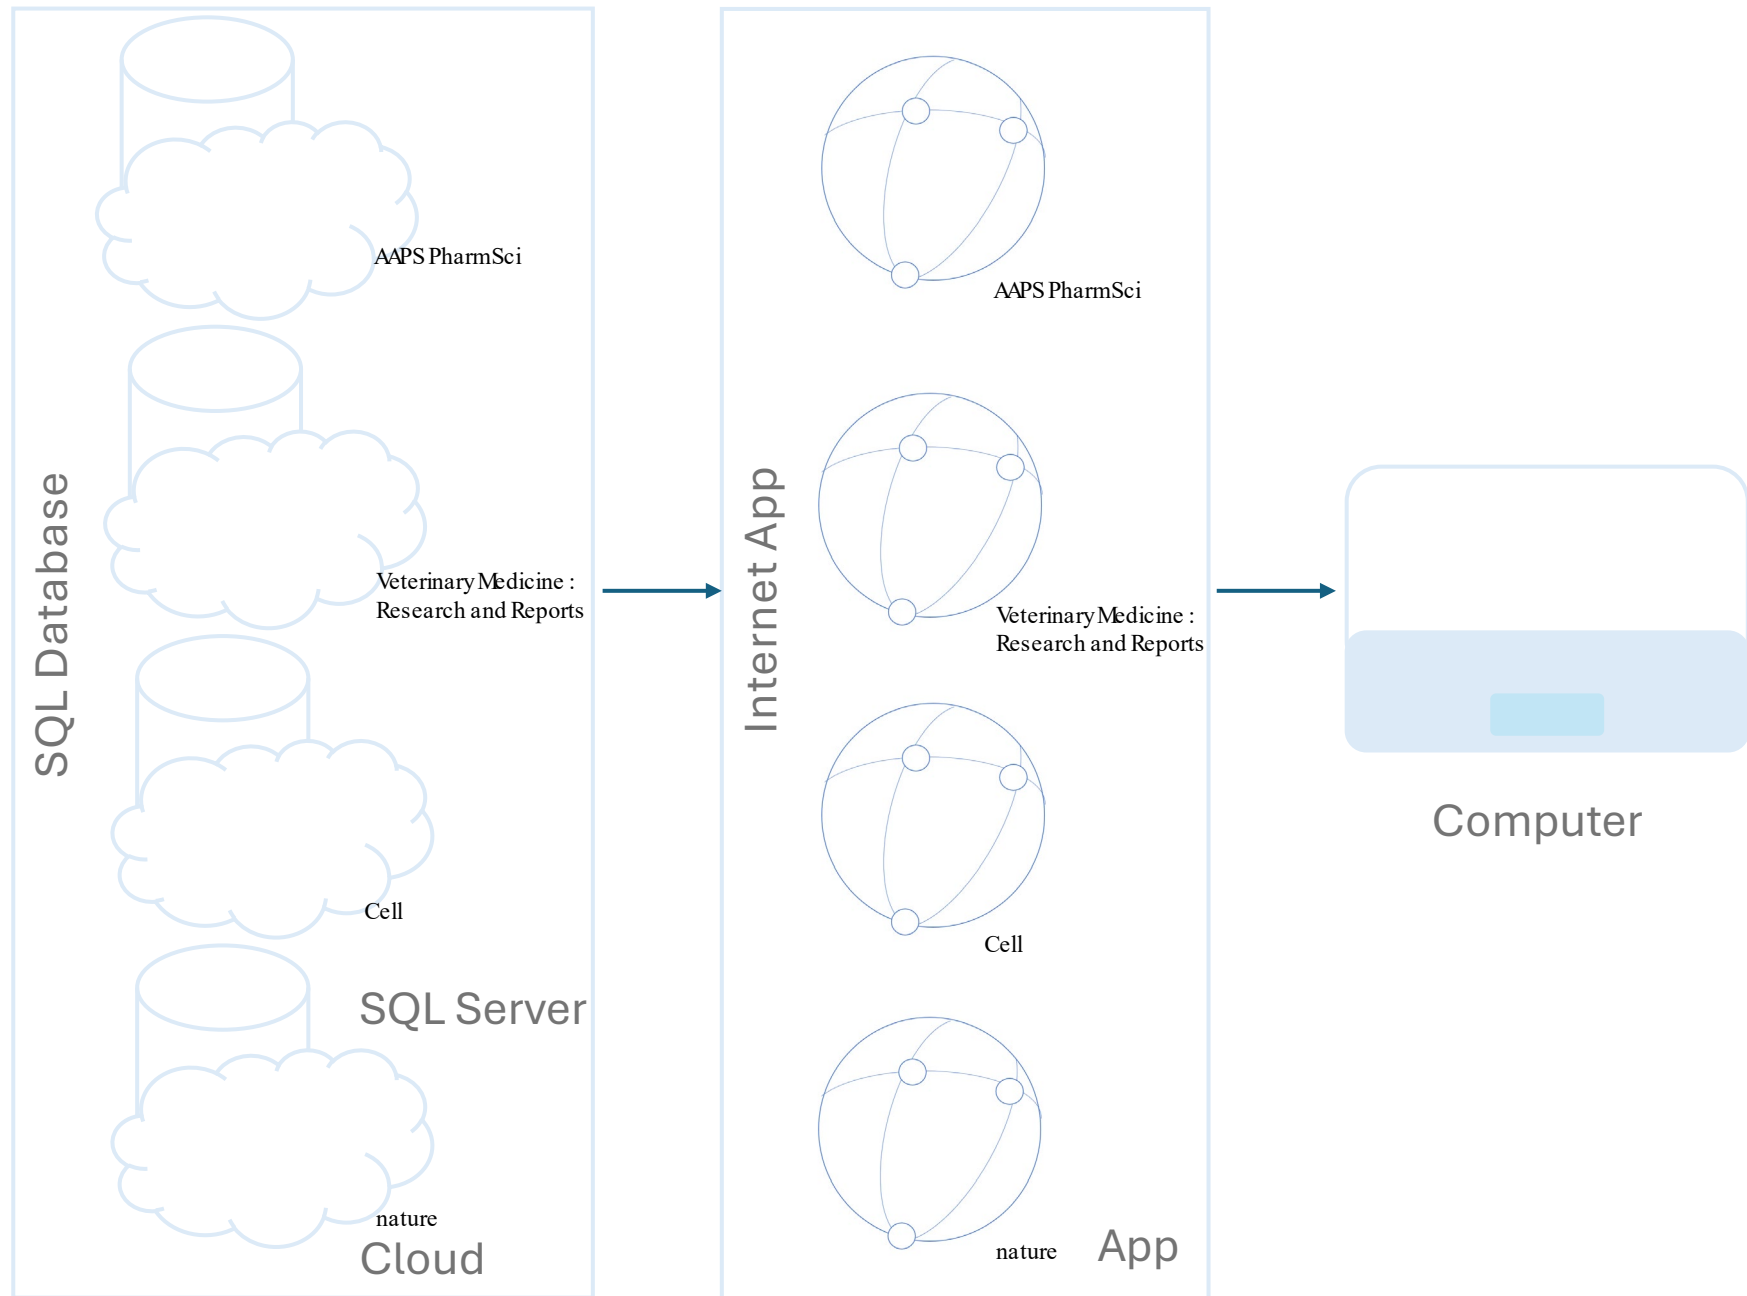 SQL Database
AAPS PharmSci
Veterinary Medicine :
Research and Reports
Cell
SQL Server
nature
Cloud
Internet App
AAPS PharmSci
Veterinary Medicine :
Research and Reports
Cell
nature
App
Computer